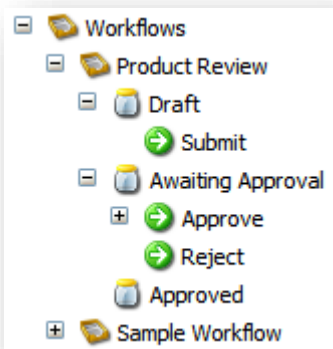 Workflows
Product Review
Draft
Submit
Awaiting Approval
Approve
Reject
Approved
Sample Workflow